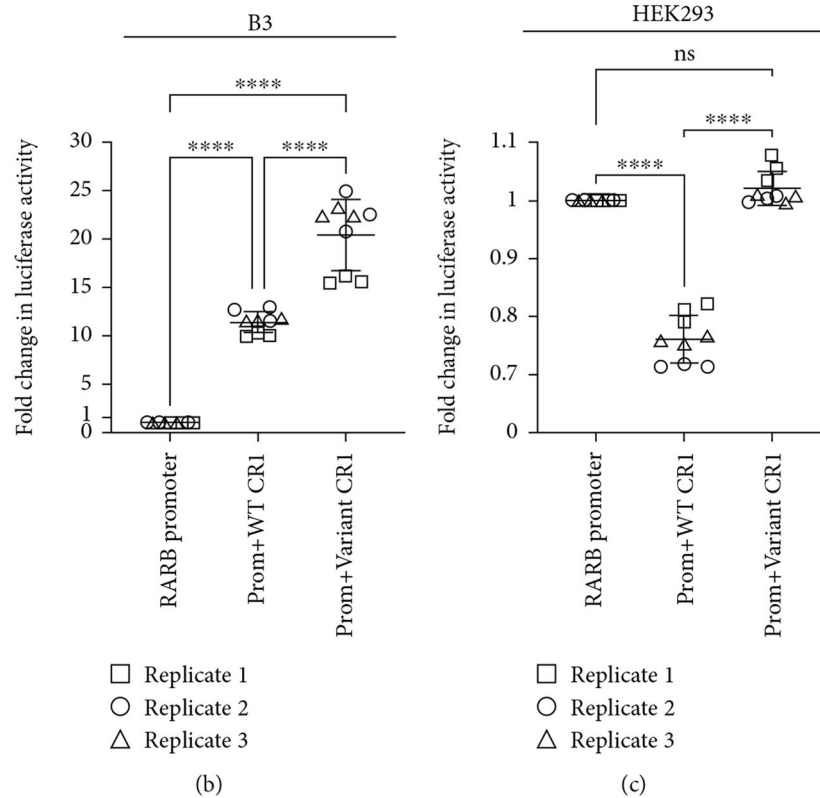 B3
****
**** ****
Fold change in luciferase activity
30
25
20
15
10
5
1
0
RARB promoter
Prom+WT CR1
Prom+Variant CR1
Replicate 1
Replicate 2
Replicate 3
(b)
HEK293
ns
****
****
Fold change in luciferase activity
1.1
1
0.9
0.8
0.7
0
RARB promoter
Prom+WT CR1
Prom+Variant CR1
Replicate 1
Replicate 2
Replicate 3
(c)